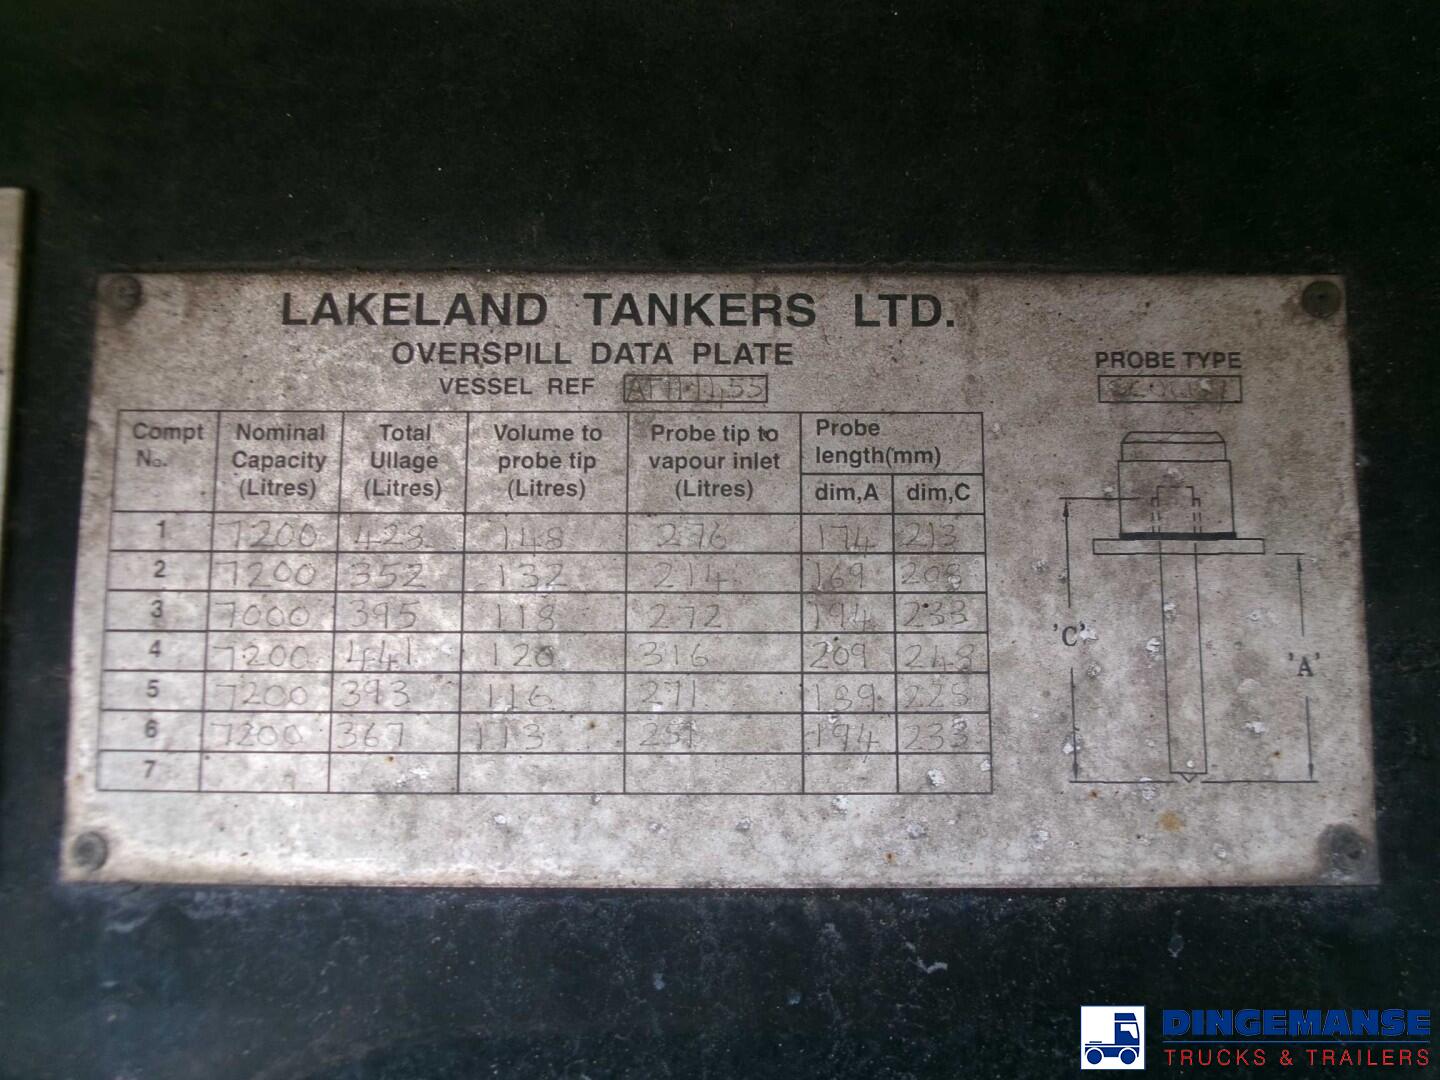 LAKELAND TANKERS LTD.
OVERSPILL DATA PLATE
VESSEL REF
PROBE TYPE
Compt No. Nominal Capacity (Litres) Total Ullage (Litres) Volume to probe tip (Litres) Probe tip to vapour inlet (Litres) Probe length(mm) dim,A dim,C
1 7200 428 148 276 174 213
2 7200 352 132 214 169 208
3 7000 395 118 272 194 233
4 7200 441 120 316 209 248
5 7200 393 116 271 189 228
6 7200 367 113 251 194 233
7
'C'
'A'
DINGEMANSE
TRUCKS & TRAILERS